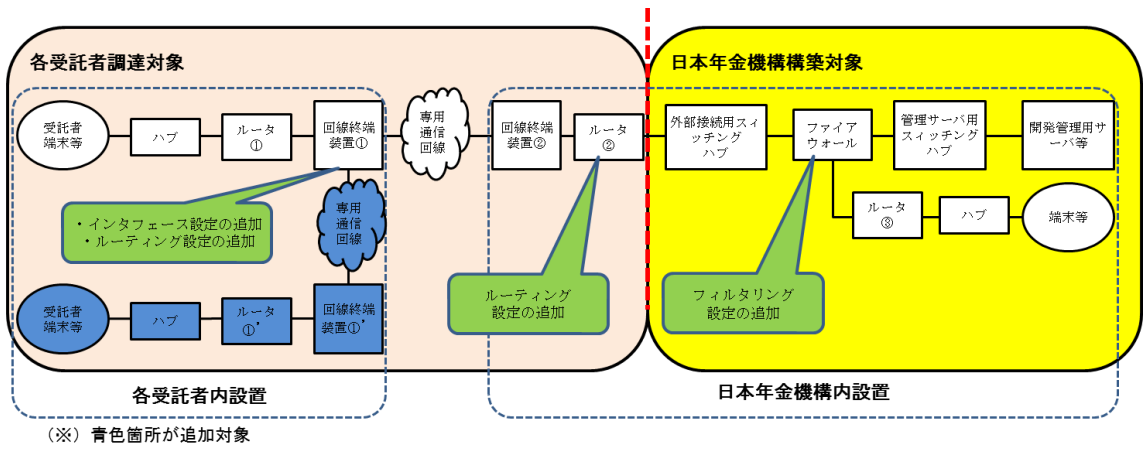 各受託者調達対象
日本年金機構構築対象
受託者
端末等
ハブ
ルータ
①
回線終端
装置①
専用
通信
回線
回線終端
装置②
ルータ
②
外部接続用スイ
ッチング
ハブ
ファイア
ウォール
管理サーバ用
スイッチング
ハブ
開発管理用サ
ーバ等
・インタフェース設定の追加
・ルーティング設定の追加
専用
通信
回線
ルータ
③
ハブ
端末等
受託者
端末等
ハブ
ルータ
①’
回線終端
装置①’
ルーティング
設定の追加
フィルタリング
設定の追加
各受託者内設置
日本年金機構内設置
（※）青色箇所が追加対象